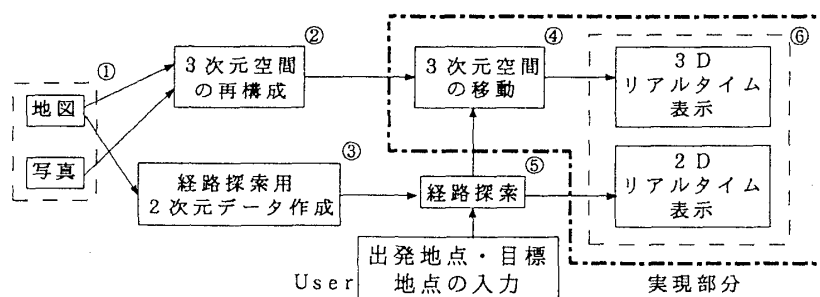 ①
地図
写真
②
3次元空間
の再構成
③
経路探索用
2次元データ作成
④
3次元空間
の移動
⑤
経路探索
User
出発地点・目標
地点の入力
⑥
3D
リアルタイム
表示
2D
リアルタイム
表示
実現部分